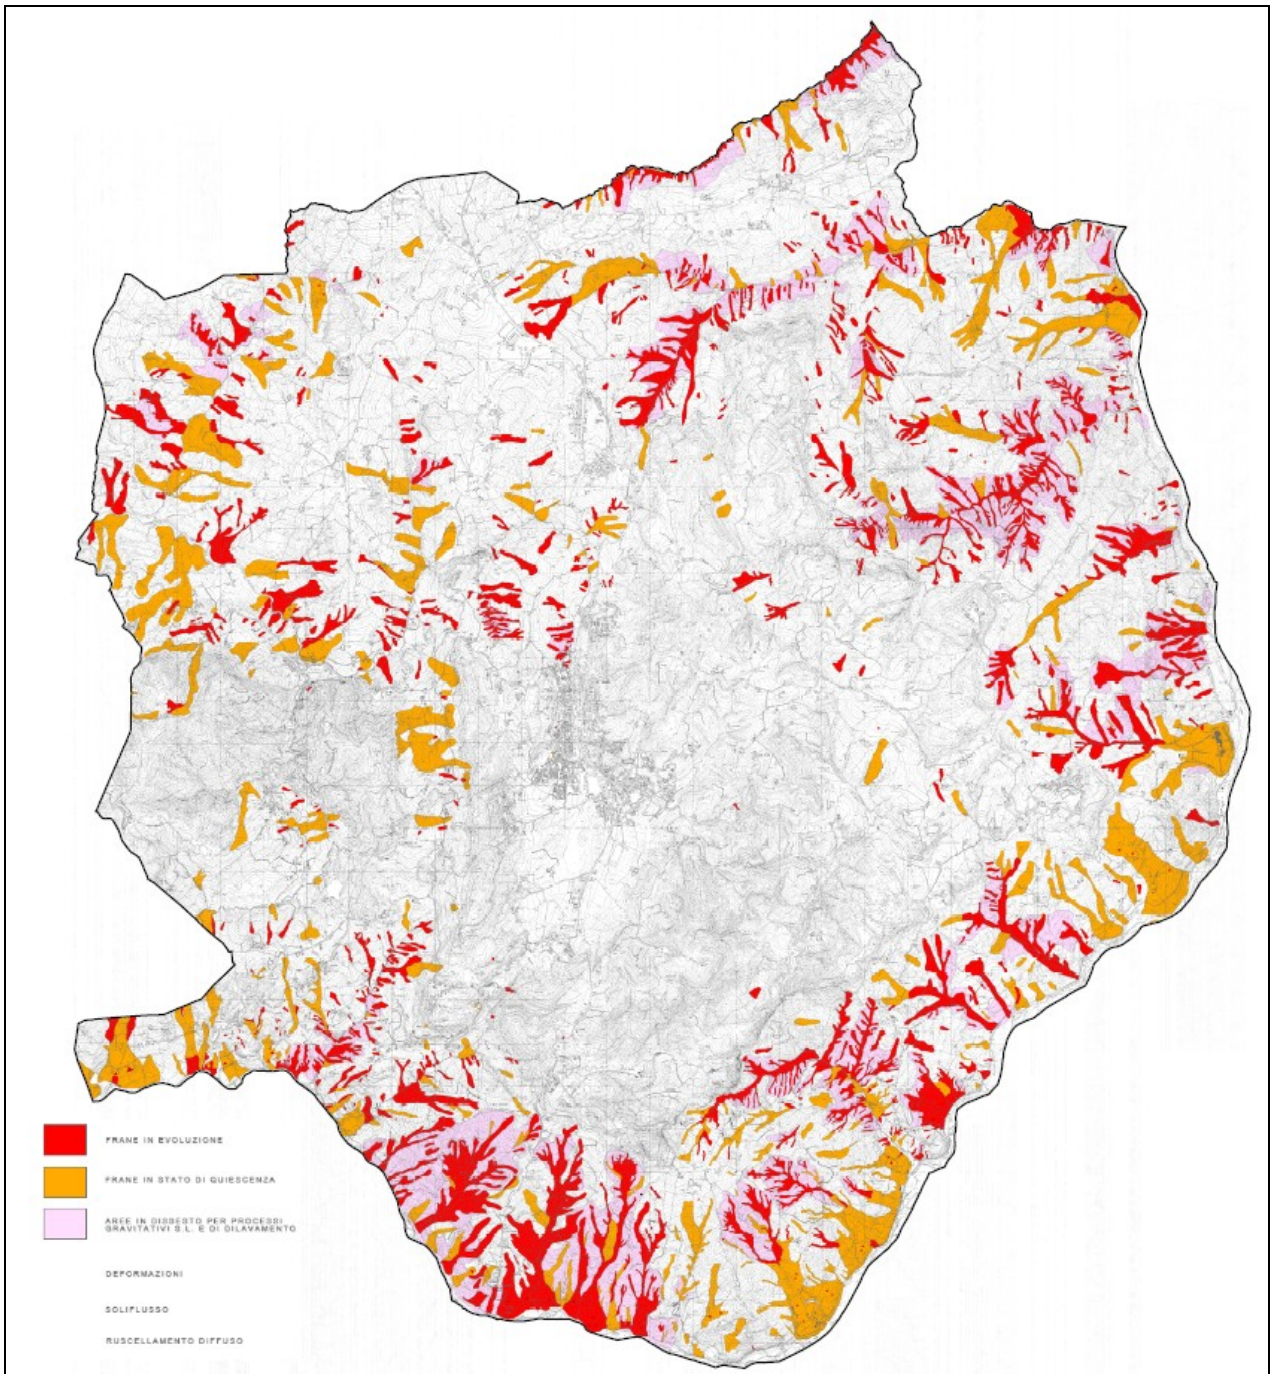 FRANE IN EVOLUZIONE
FRANE IN STATO DI QUIESCENZA
AREE IN DISSESTO PER PROCESSI
GRAVITATIVI S.L. E DI DILAVAMENTO
DEFORMAZIONI
SOLIFLUSSO
RUSCELLAMENTO DIFFUSO